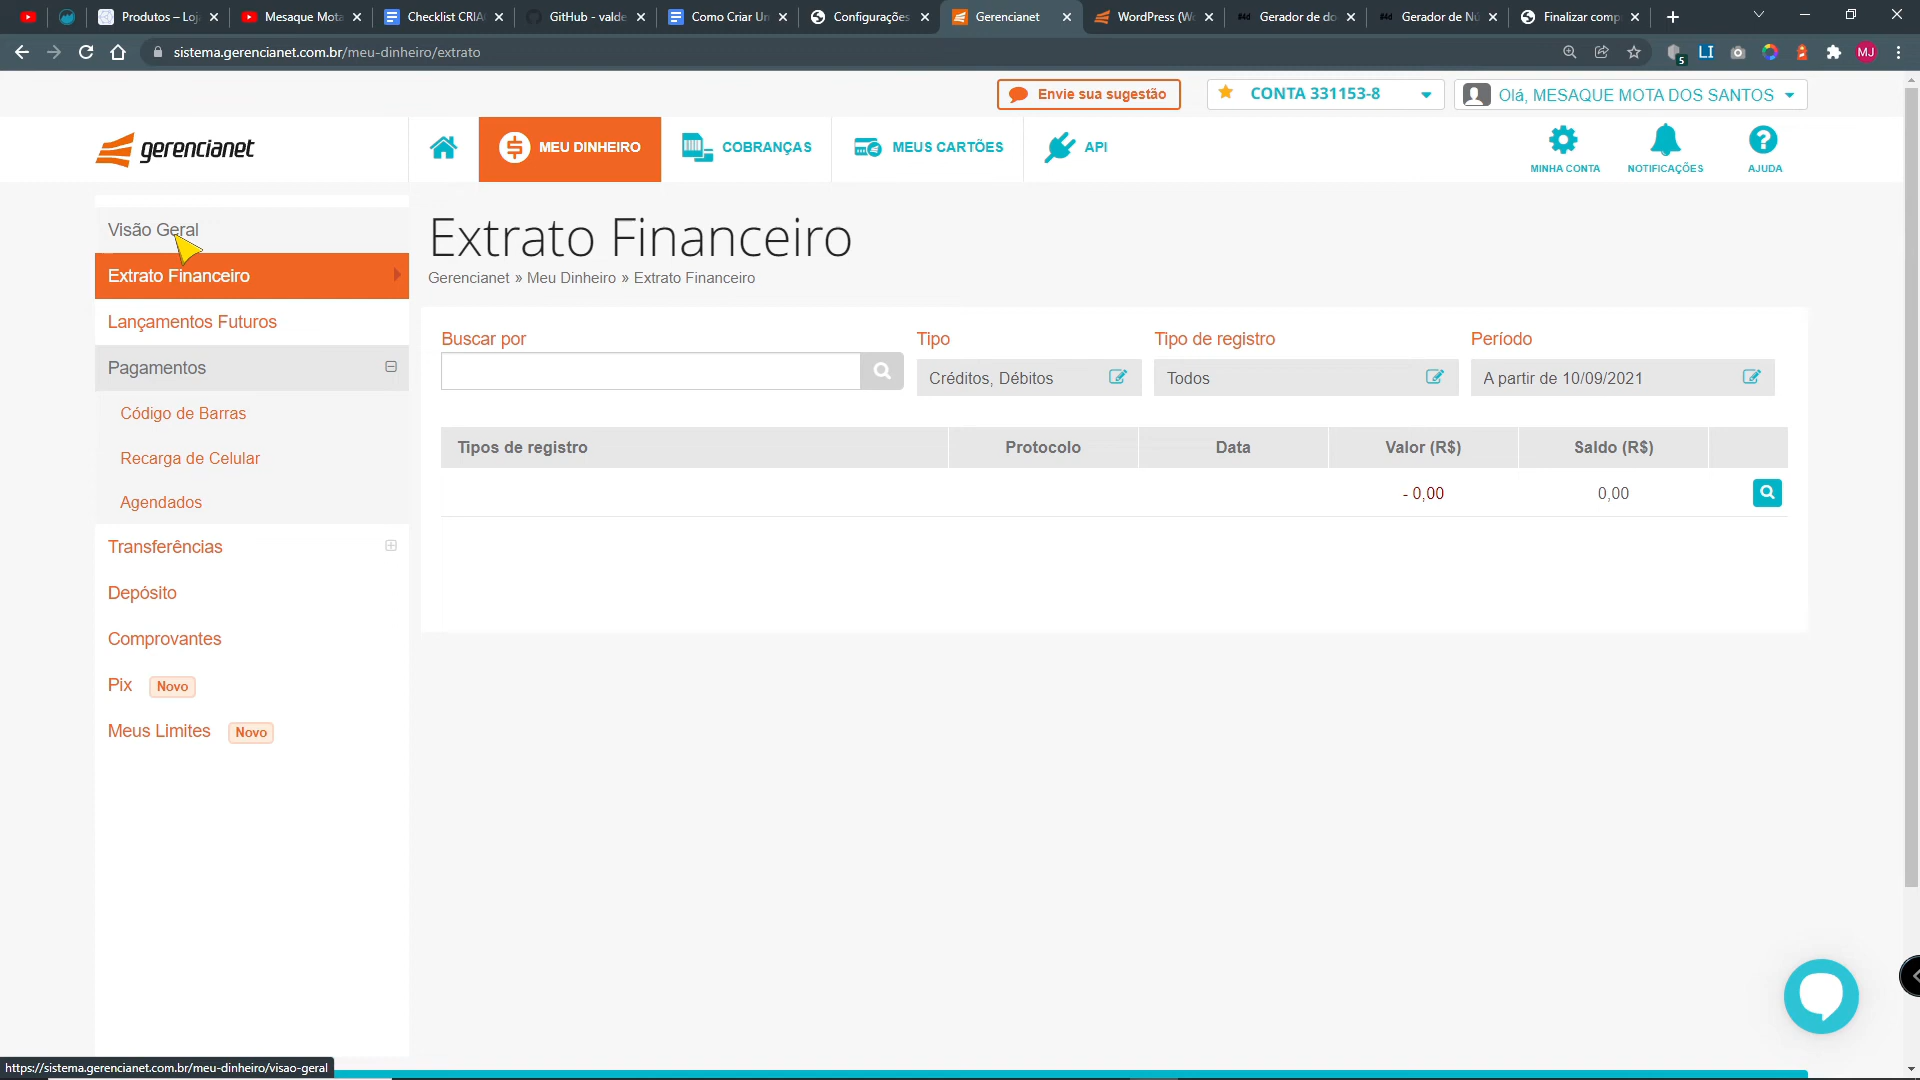 Produtos – Loj
Mesaque Mota
Checklist CRIA
GitHub - valde
Como Criar Un
Configurações
Gerencianet
WordPress (W
Gerador de do
Gerador de Nú
Finalizar comp
sistema.gerencianet.com.br/meu-dinheiro/extrato
5
LI
MJ
Envie sua sugestão
CONTA 331153-8
Olá, MESAQUE MOTA DOS SANTOS
gerencianet
MEU DINHEIRO
COBRANÇAS
MEUS CARTÕES
API
MINHA CONTA
NOTIFICAÇÕES
AJUDA
Visão Geral
Extrato Financeiro
Lançamentos Futuros
Pagamentos
Código de Barras
Recarga de Celular
Agendados
Transferências
Depósito
Comprovantes
Pix Novo
Meus Limites Novo
Extrato Financeiro
Gerencianet » Meu Dinheiro » Extrato Financeiro
Buscar por
Tipo
Tipo de registro
Período
Créditos, Débitos
Todos
A partir de 10/09/2021
Tipos de registro Protocolo Data Valor (R$) Saldo (R$)
- 0,00 0,00
https://sistema.gerencianet.com.br/meu-dinheiro/visao-geral